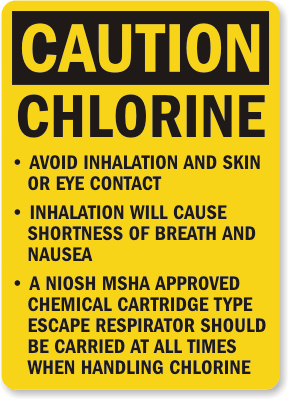 CAUTION
CHLORINE
• AVOID INHALATION AND SKIN
OR EYE CONTACT
• INHALATION WILL CAUSE
SHORTNESS OF BREATH AND
NAUSEA
• A NIOSH MSHA APPROVED
CHEMICAL CARTRIDGE TYPE
ESCAPE RESPIRATOR SHOULD
BE CARRIED AT ALL TIMES
WHEN HANDLING CHLORINE